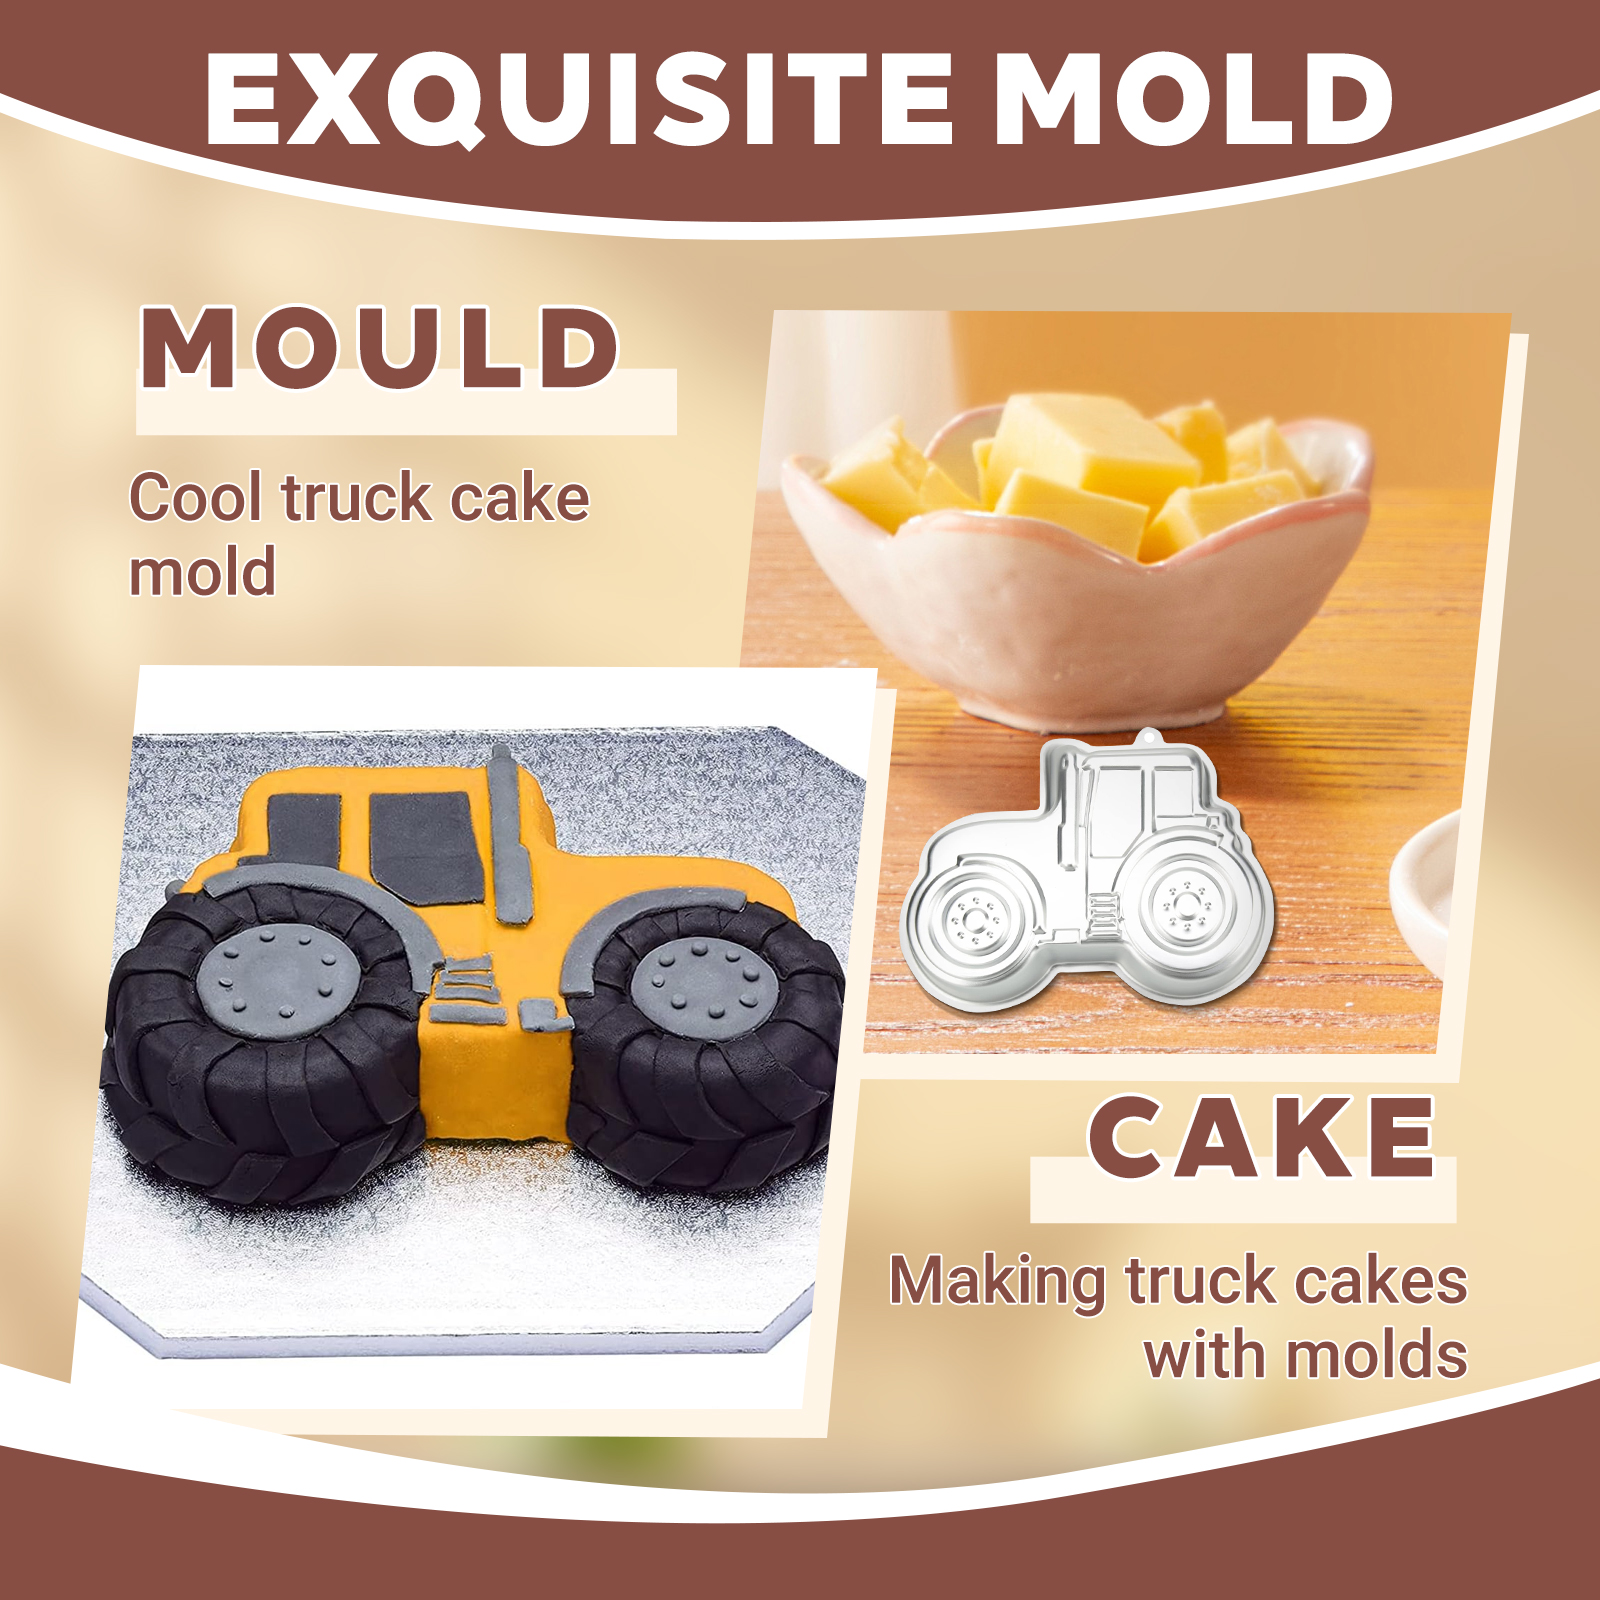 EXQUISITE MOLD
MOULD
Cool truck cake
mold
CAKE
Making truck cakes
with molds